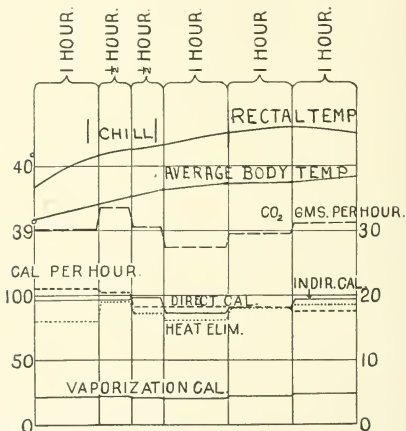 1 HOUR.
½ HOUR.
½ HOUR.
1 HOUR.
1 HOUR.
1 HOUR.
RECTAL TEMP
| CHILL |
40
AVERAGE BODY TEMP
CO₂ GMS. PER HOUR.
39
30
CAL PER HOUR.
INDIR. CAL.
100
20
DIRECT CAL.
HEAT ELIM.
50
10
VAPORIZATION CAL.
0
0